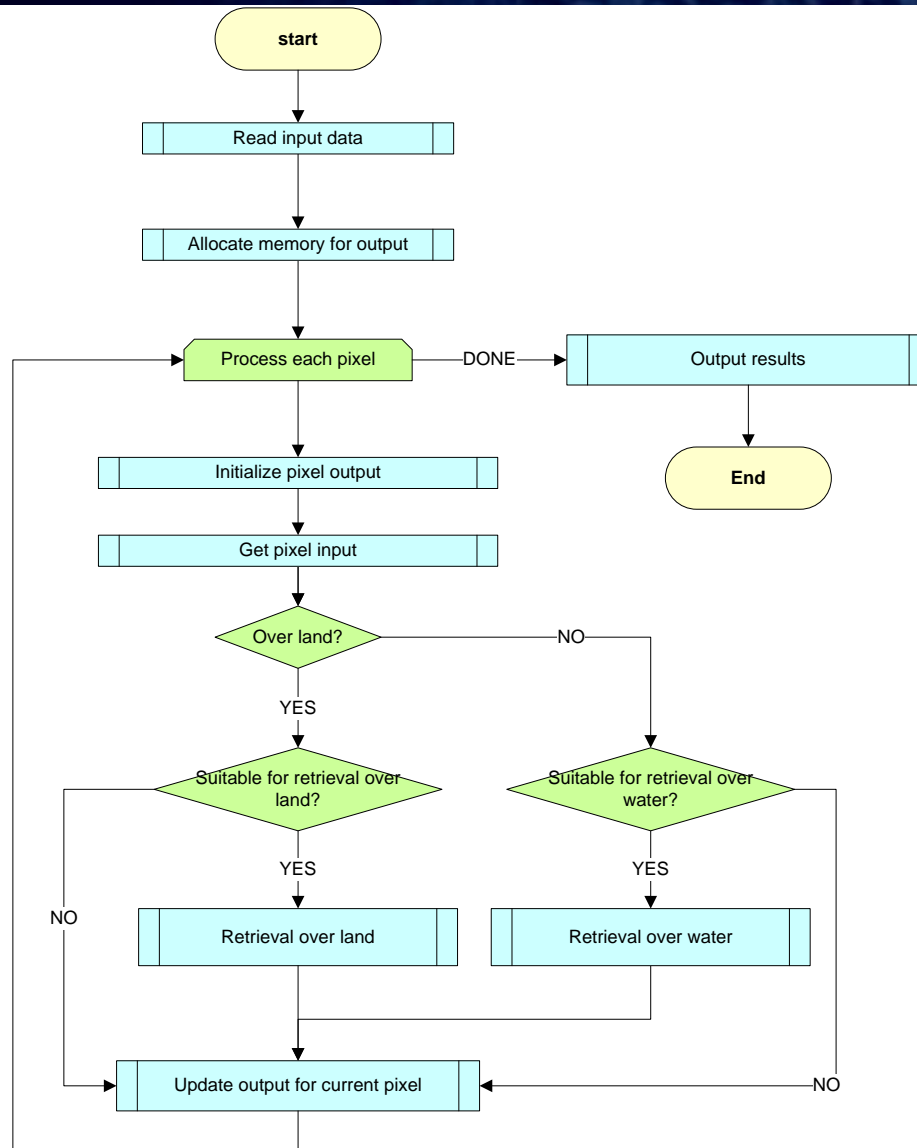 start
Read input data
Allocate memory for output
Process each pixel
DONE
Output results
Initialize pixel output
End
Get pixel input
Over land?
NO
YES
Suitable for retrieval over
land?
Suitable for retrieval over
water?
YES
YES
NO
Retrieval over land
Retrieval over water
Update output for current pixel
NO